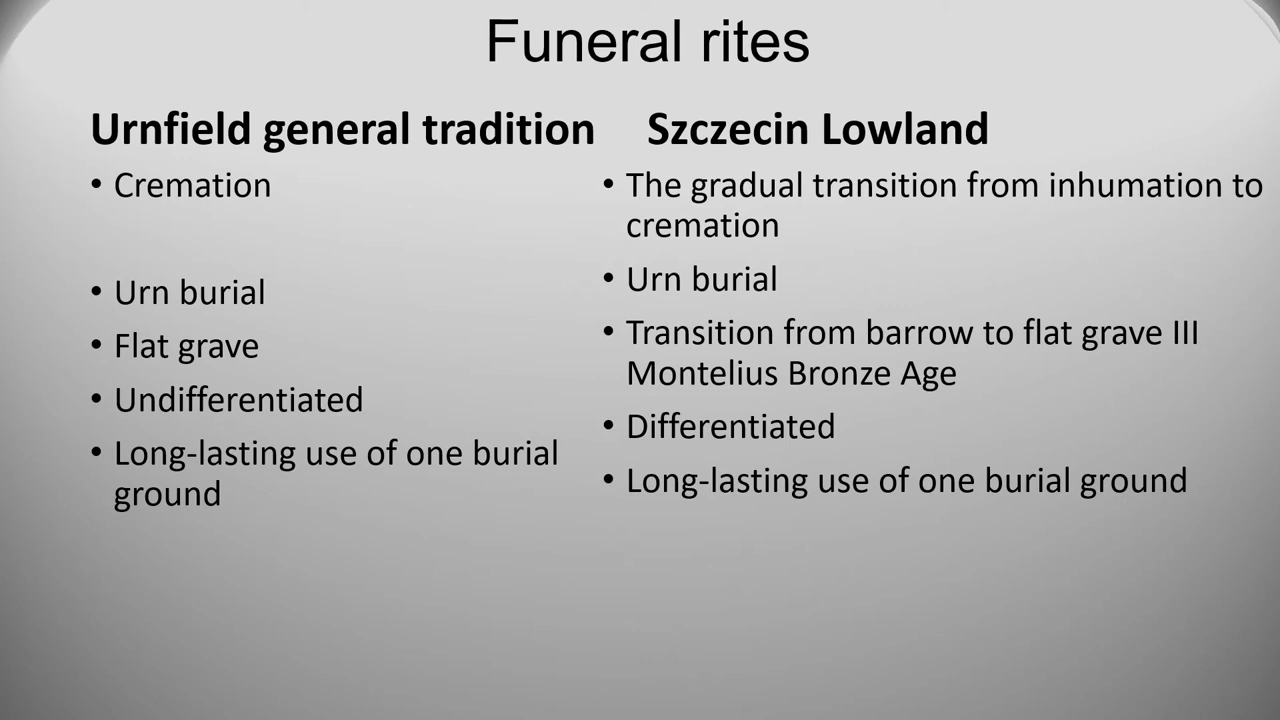 Funeral rites
Urnfield general tradition
• Cremation
• Urn burial
• Flat grave
• Undifferentiated
• Long-lasting use of one burial
ground
Szczecin Lowland
• The gradual transition from inhumation to
cremation
• Urn burial
• Transition from barrow to flat grave III
Montelius Bronze Age
• Differentiated
• Long-lasting use of one burial ground